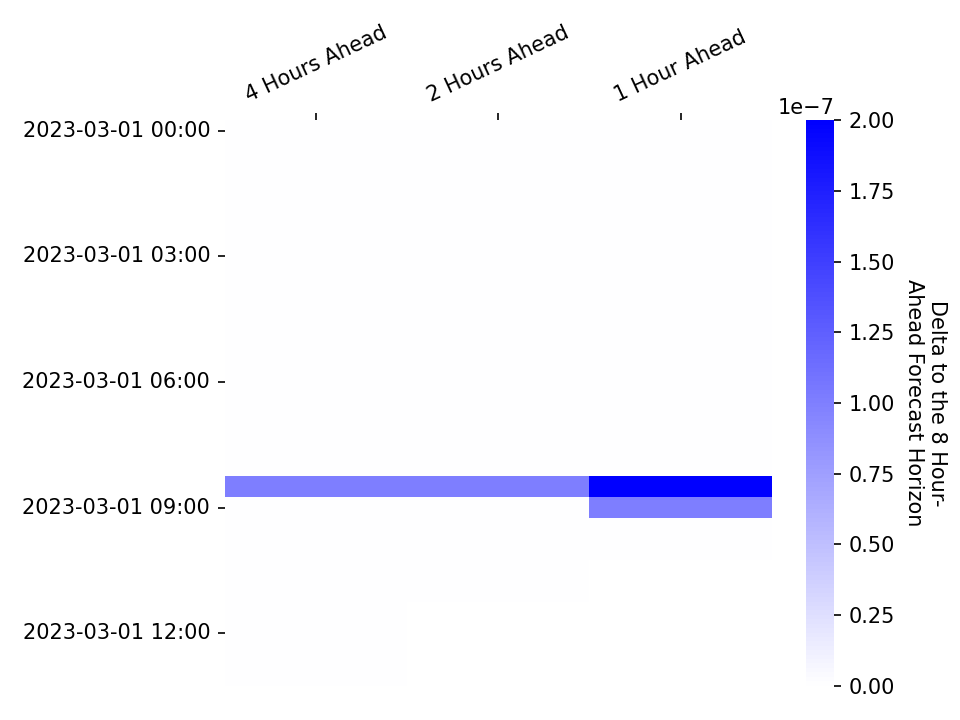 4 Hours Ahead
2 Hours Ahead
1 Hour Ahead
1e−7
2023-03-01 00:00
2023-03-01 03:00
2023-03-01 06:00
2023-03-01 09:00
2023-03-01 12:00
2.00
1.75
1.50
1.25
1.00
0.75
0.50
0.25
0.00
Delta to the 8 Hour-
Ahead Forecast Horizon